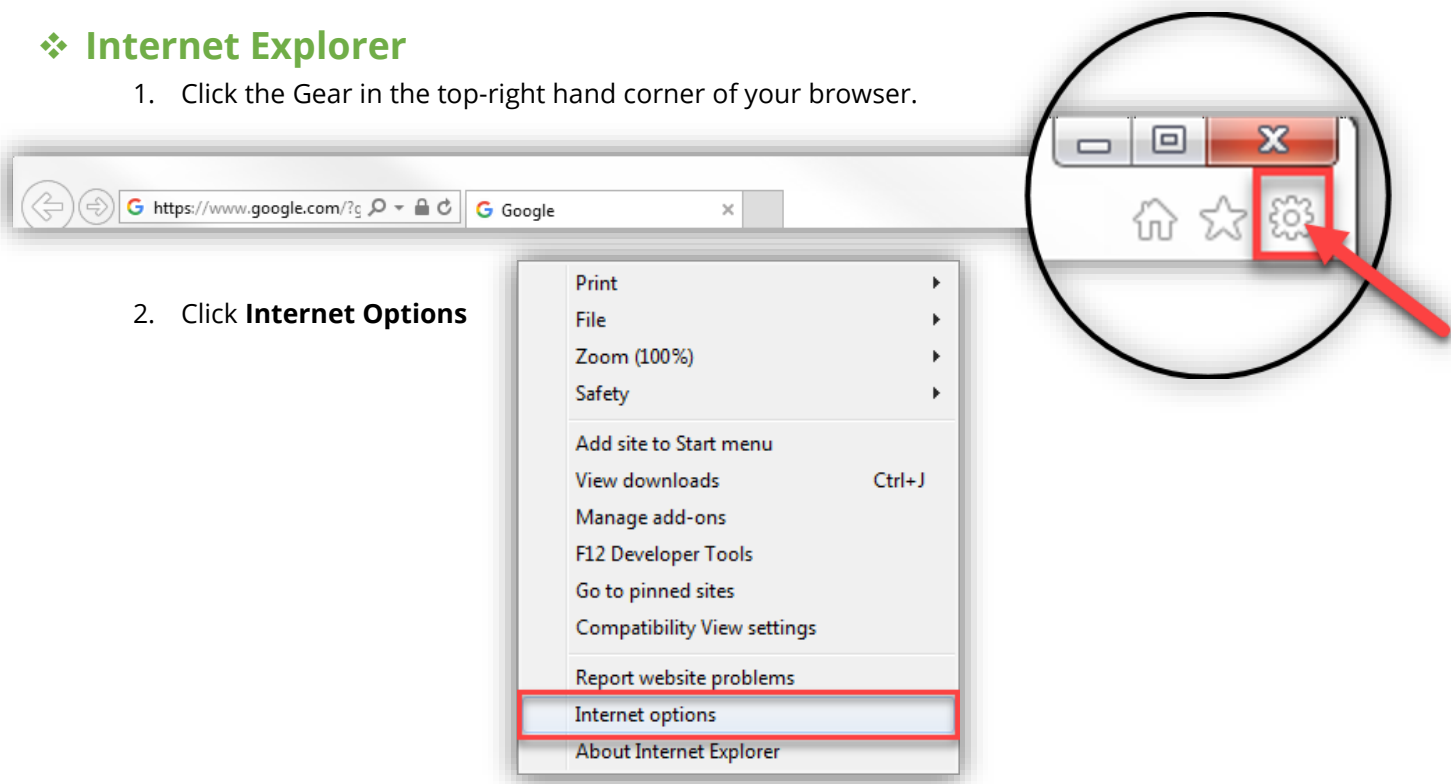 ❖ Internet Explorer
1. Click the Gear in the top-right hand corner of your browser.
https://www.google.com/?g
Google
2. Click Internet Options
Print
File
Zoom (100%)
Safety
Add site to Start menu
View downloads Ctrl+J
Manage add-ons
F12 Developer Tools
Go to pinned sites
Compatibility View settings
Report website problems
Internet options
About Internet Explorer